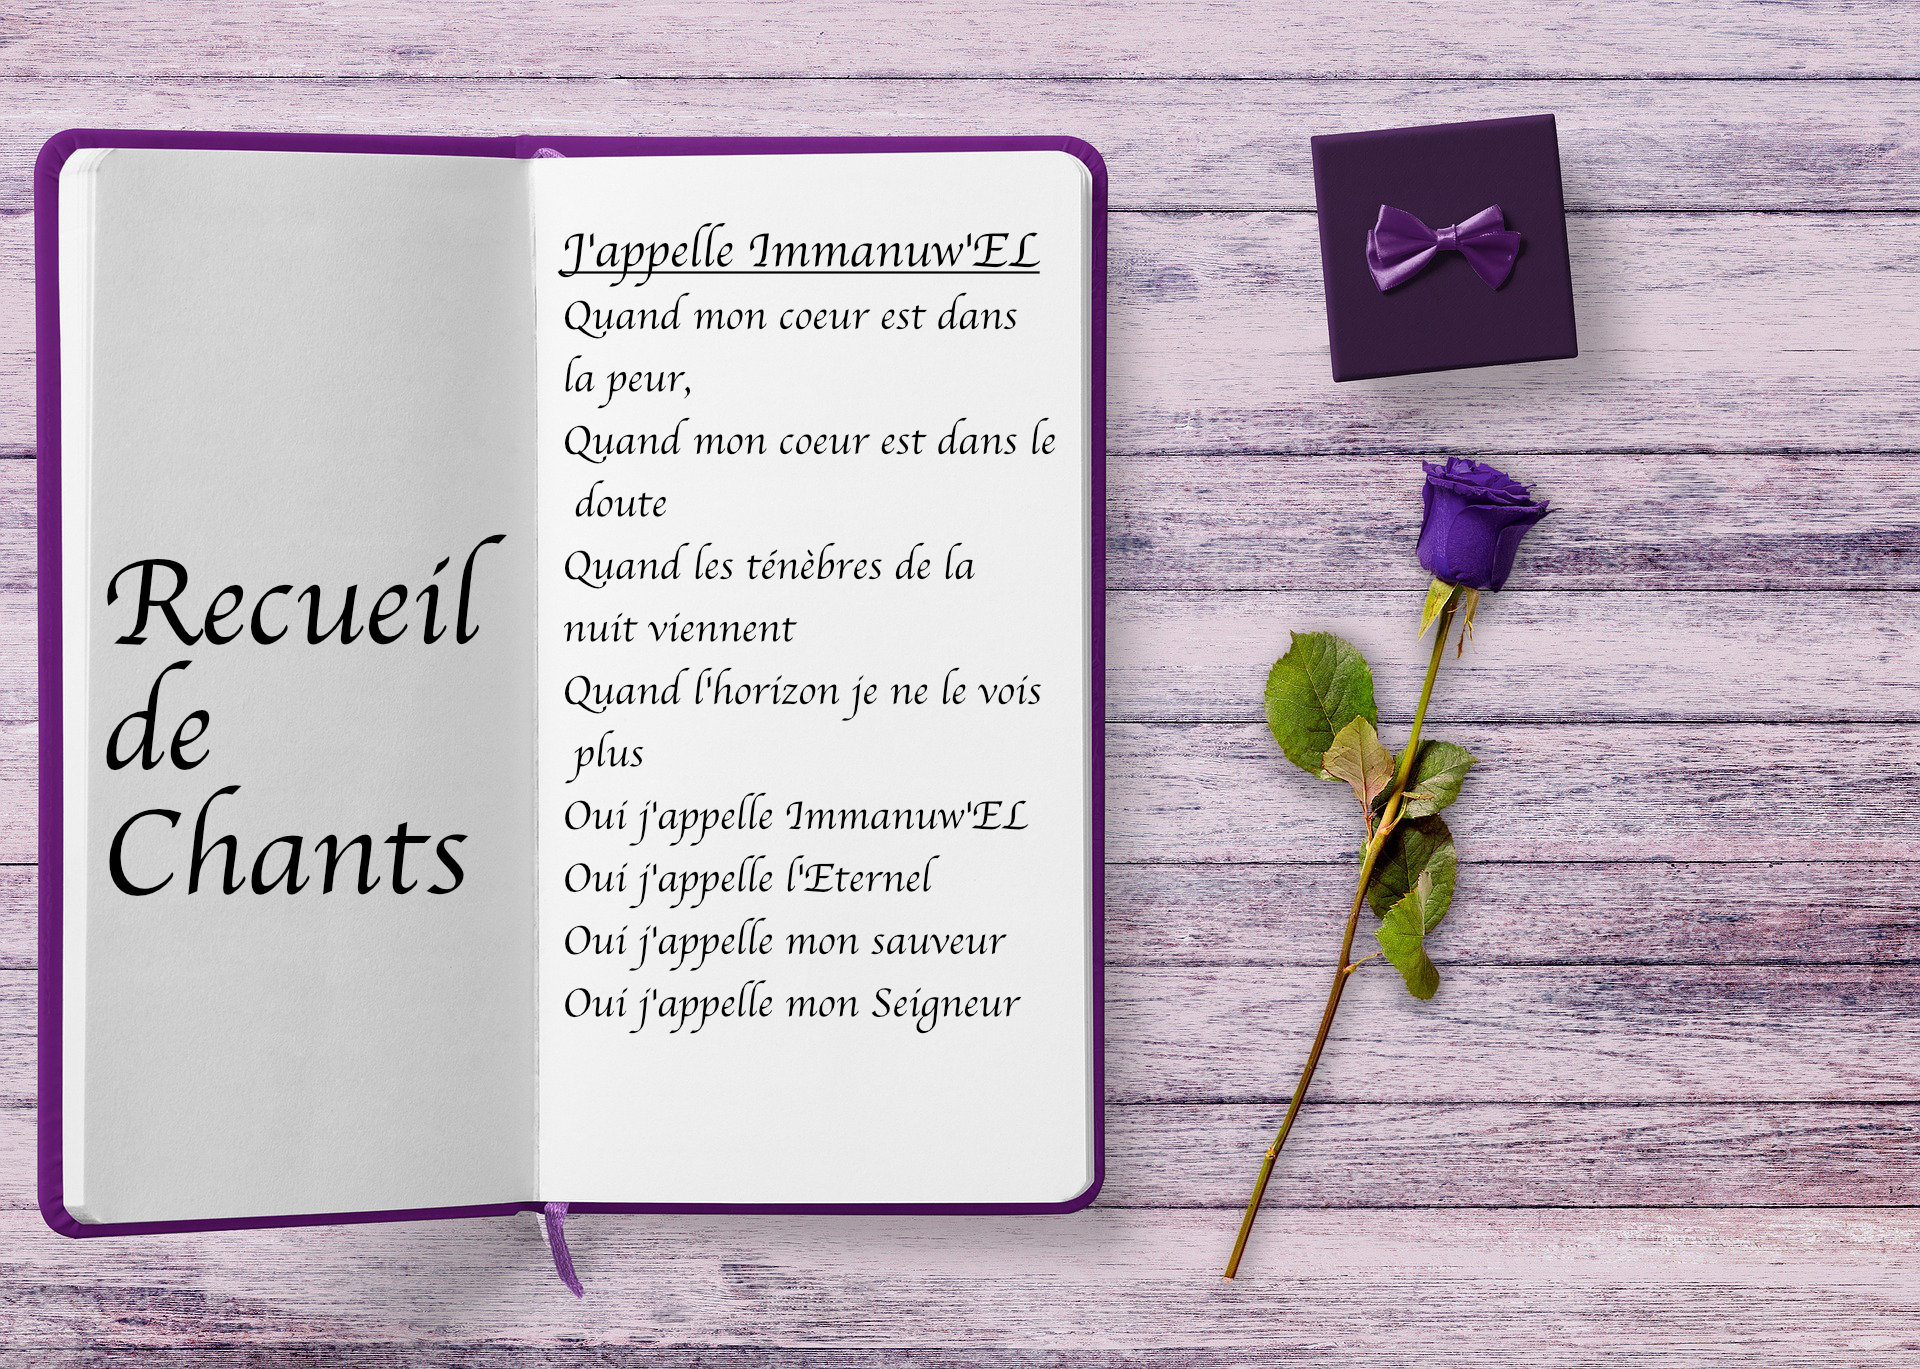 Recueil
de
Chants
J'appelle Immanuw'EL
Quand mon coeur est dans
la peur,
Quand mon coeur est dans le
doute
Quand les ténèbres de la
nuit viennent
Quand l'horizon je ne le vois
plus
Oui j'appelle Immanuw'EL
Oui j'appelle l'Eternel
Oui j'appelle mon sauveur
Oui j'appelle mon Seigneur